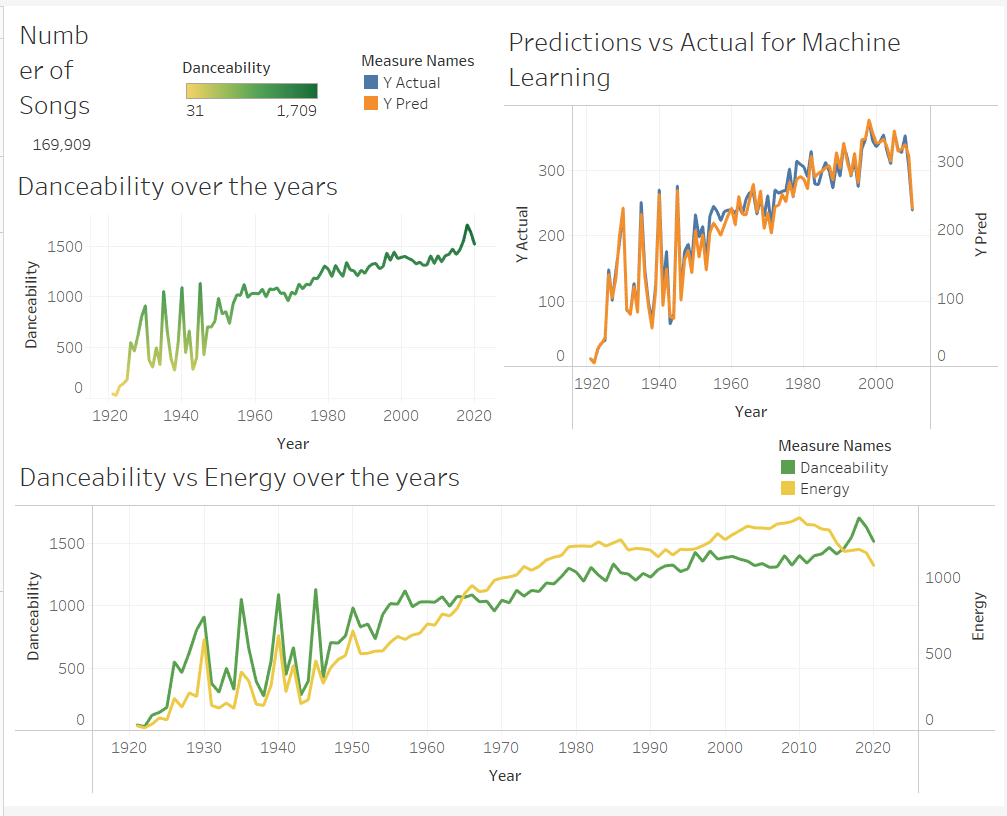 Numb
er of
Songs
169,909
Danceability
31 1,709
Measure Names
Y Actual
Y Pred
Predictions vs Actual for Machine
Learning
300
200
100
0
Y Actual
300
200
100
0
Y Pred
1920 1940 1960 1980 2000
Year
Danceability over the years
1500
1000
500
0
Danceability
1920 1940 1960 1980 2000 2020
Year
Measure Names
Danceability
Energy
Danceability vs Energy over the years
1500
1000
500
0
Danceability
1000
500
0
Energy
1920 1930 1940 1950 1960 1970 1980 1990 2000 2010 2020
Year